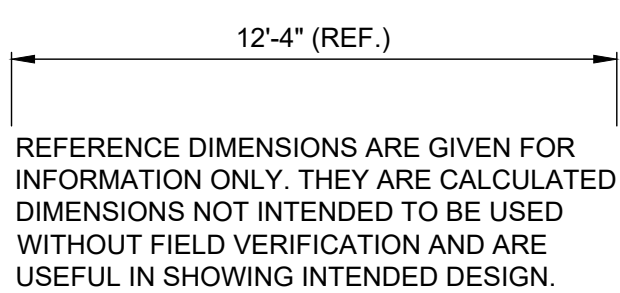 12'-4" (REF.)
REFERENCE DIMENSIONS ARE GIVEN FOR
INFORMATION ONLY. THEY ARE CALCULATED
DIMENSIONS NOT INTENDED TO BE USED
WITHOUT FIELD VERIFICATION AND ARE
USEFUL IN SHOWING INTENDED DESIGN.